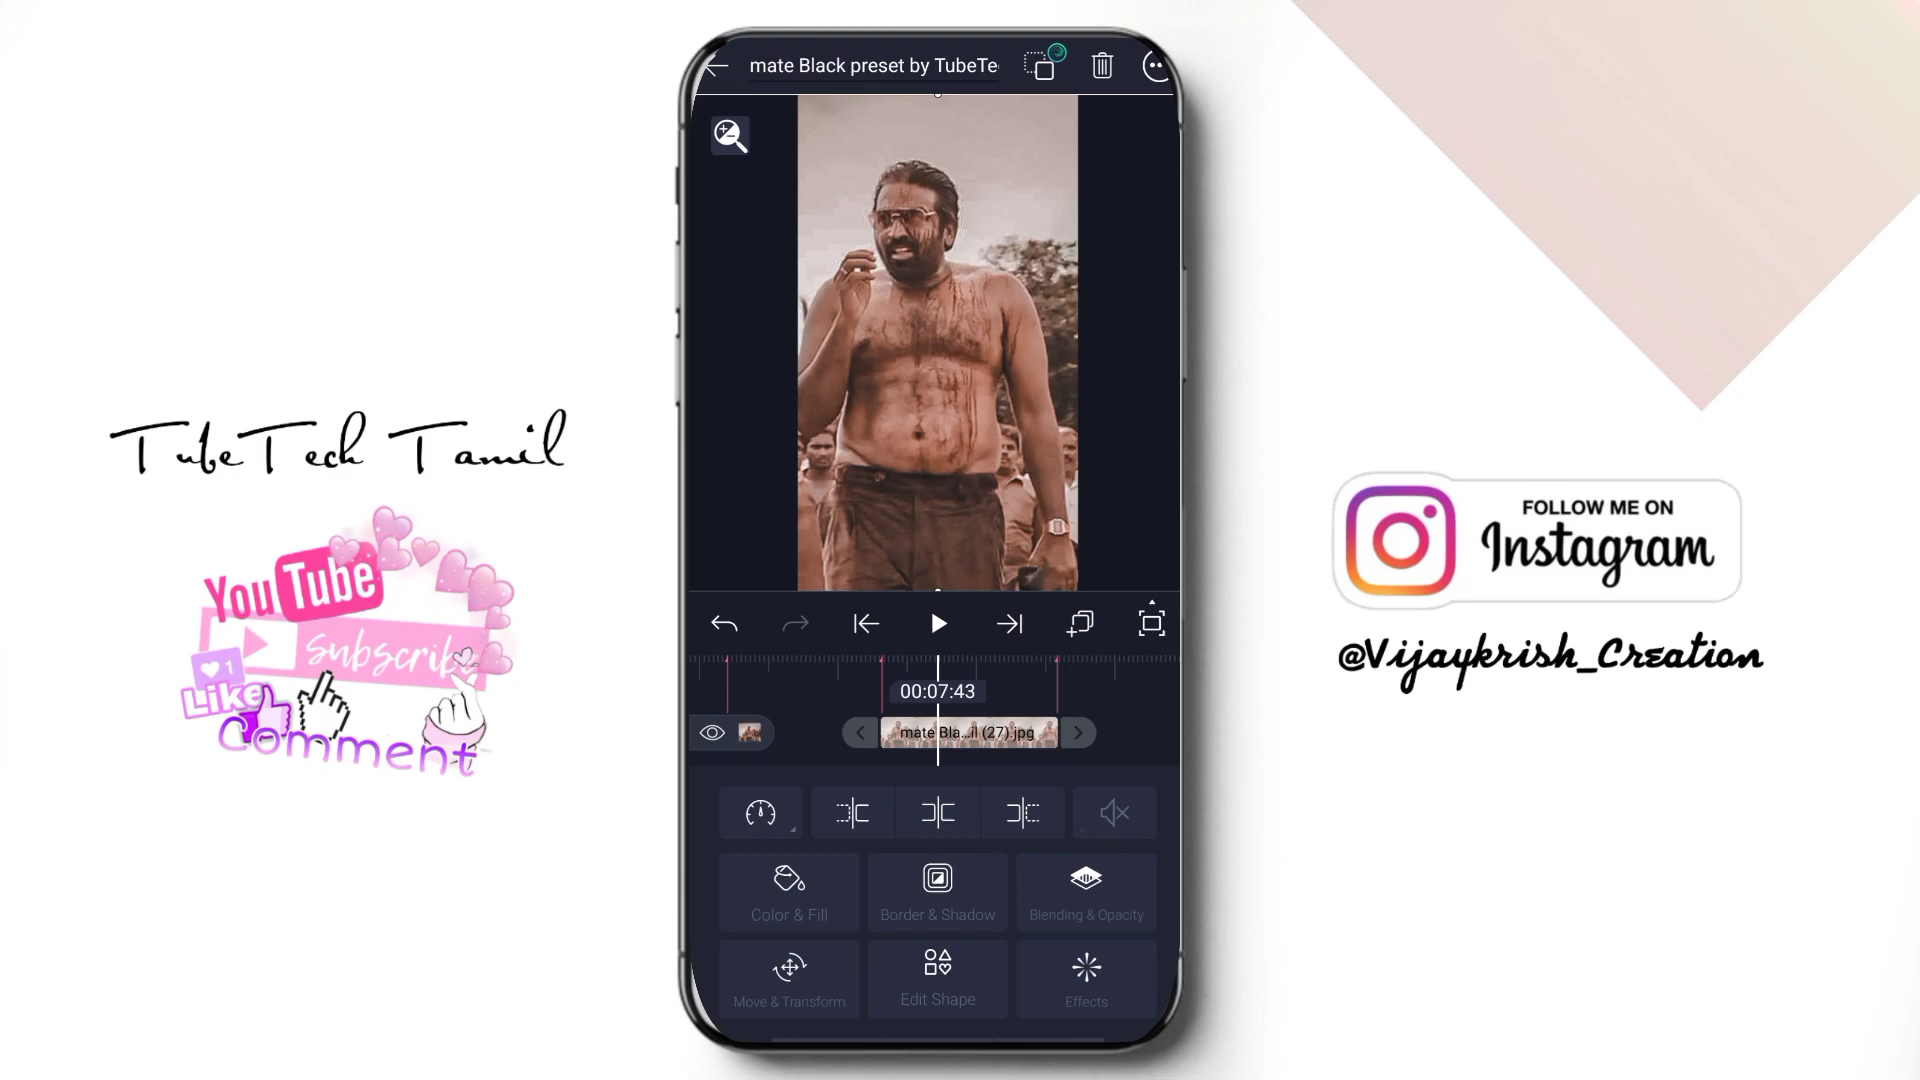 mate Black preset by TubeTe
TubeTech Tamil
YouTube
Subscribe
1
Like
Comment
FOLLOW ME ON
Instagram
@Vijaykrish_Creation
00:07:43
mate Bla...il (27).jpg
Color & Fill
Border & Shadow
Blending & Opacity
Move & Transform
Edit Shape
Effects